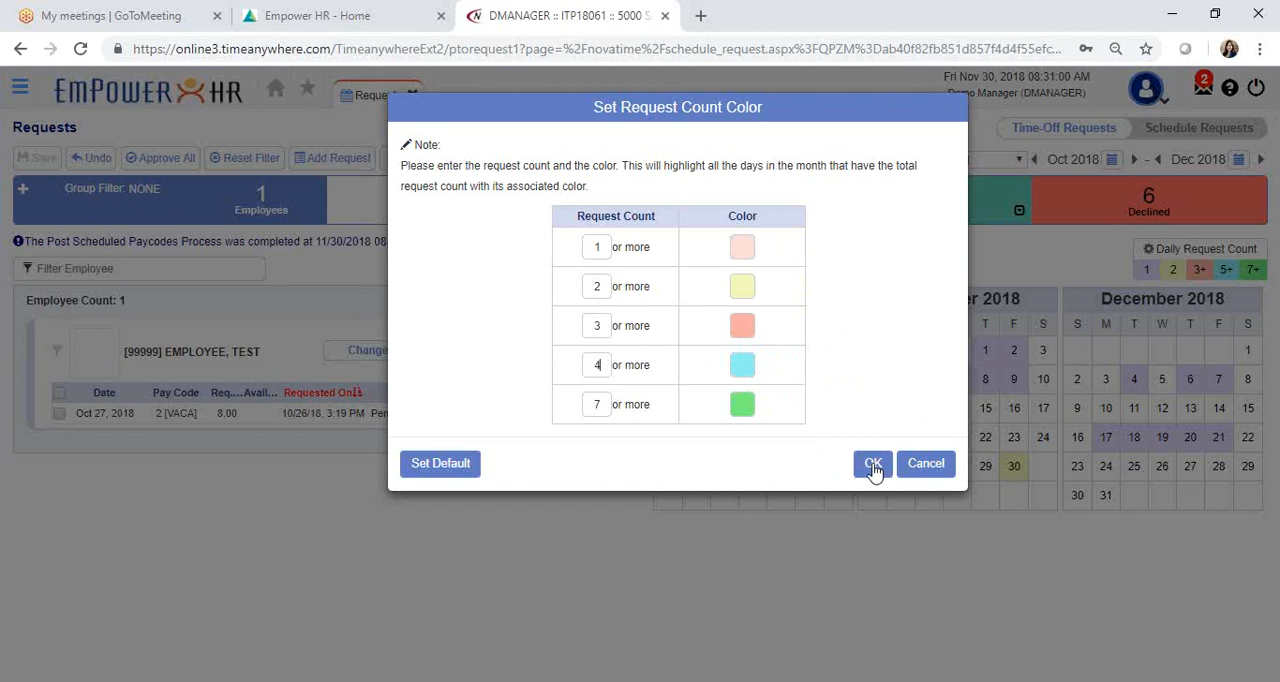 My meetings | GoToMeeting
Empower HR - Home
DMANAGER :: ITP18061 :: 5000 S
https://online3.timeanywhere.com/TimeanywhereExt2/ptorequest1?page=%2Fnovatime%2Fschedule_request.aspx%3FQPZM%3Dab40f82fb851d857f4d4f55efc...
EMPOWER HR
Reque
Fri Nov 30, 2018 08:31:00 AM
Demo Manager (DMANAGER)
2
Requests
Time-Off Requests
Schedule Requests
Save
Undo
Approve All
Reset Filter
Add Request
Oct 2018 - Dec 2018
Group Filter: NONE
1
Employees
6
Declined
The Post Scheduled Paycodes Process was completed at 11/30/2018 08
Daily Request Count
1 2 3+ 5+ 7+
Filter Employee
Employee Count: 1
[99999] EMPLOYEE, TEST
Change
Date Pay Code Req.... Avail... Requested On
Oct 27, 2018 2 [VACA] 8.00 10/26/18, 3:19 PM Pen
Set Request Count Color
Note:
Please enter the request count and the color. This will highlight all the days in the month that have the total
request count with its associated color.
Request Count Color
1 or more
2 or more
3 or more
4 or more
7 or more
Set Default
OK
Cancel
r 2018
T F S
1 2 3
8 9 10
15 16 17
22 23 24
29 30
December 2018
S M T W T F S
1
2 3 4 5 6 7 8
9 10 11 12 13 14 15
16 17 18 19 20 21 22
23 24 25 26 27 28 29
30 31